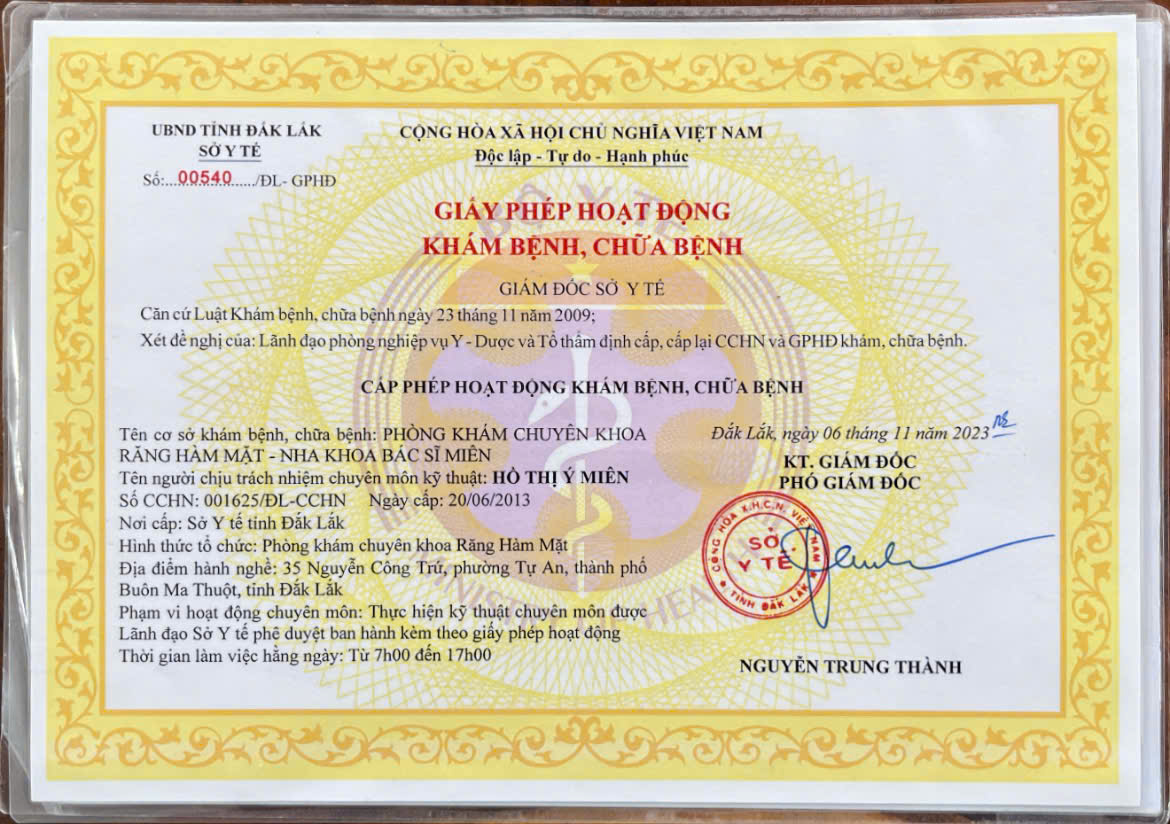 UBND TỈNH ĐẮK LẮK
SỞ Y TẾ
Số:....00540...../ĐL- GPHĐ
CỘNG HÒA XÃ HỘI CHỦ NGHĨA VIỆT NAM
Độc lập - Tự do - Hạnh phúc
BỘ Y TẾ
GIẤY PHÉP HOẠT ĐỘNG
KHÁM BỆNH, CHỮA BỆNH
GIÁM ĐỐC SỞ Y TẾ
Căn cứ Luật Khám bệnh, chữa bệnh ngày 23 tháng 11 năm 2009;
Xét đề nghị của: Lãnh đạo phòng nghiệp vụ Y - Dược và Tổ thẩm định cấp, cấp lại CCHN và GPHĐ khám, chữa bệnh.
CẤP PHÉP HOẠT ĐỘNG KHÁM BỆNH, CHỮA BỆNH
Tên cơ sở khám bệnh, chữa bệnh: PHÒNG KHÁM CHUYÊN KHOA
RĂNG HÀM MẶT - NHA KHOA BÁC SĨ MIÊN
Tên người chịu trách nhiệm chuyên môn kỹ thuật: HỒ THỊ Ý MIÊN
Số CCHN: 001625/ĐL-CCHN Ngày cấp: 20/06/2013
Nơi cấp: Sở Y tế tỉnh Đắk Lắk
Hình thức tổ chức: Phòng khám chuyên khoa Răng Hàm Mặt
Địa điểm hành nghề: 35 Nguyễn Công Trứ, phường Tự An, thành phố
Buôn Ma Thuột, tỉnh Đắk Lắk
Phạm vi hoạt động chuyên môn: Thực hiện kỹ thuật chuyên môn được
Lãnh đạo Sở Y tế phê duyệt ban hành kèm theo giấy phép hoạt động
Thời gian làm việc hằng ngày: Từ 7h00 đến 17h00
Đắk Lắk, ngày 06 tháng 11 năm 2023
KT. GIÁM ĐỐC
PHÓ GIÁM ĐỐC
CỘNG HÒA X.H.C.N. VIỆT NAM
SỞ
Y TẾ
TỈNH ĐẮK LẮK
NGUYỄN TRUNG THÀNH